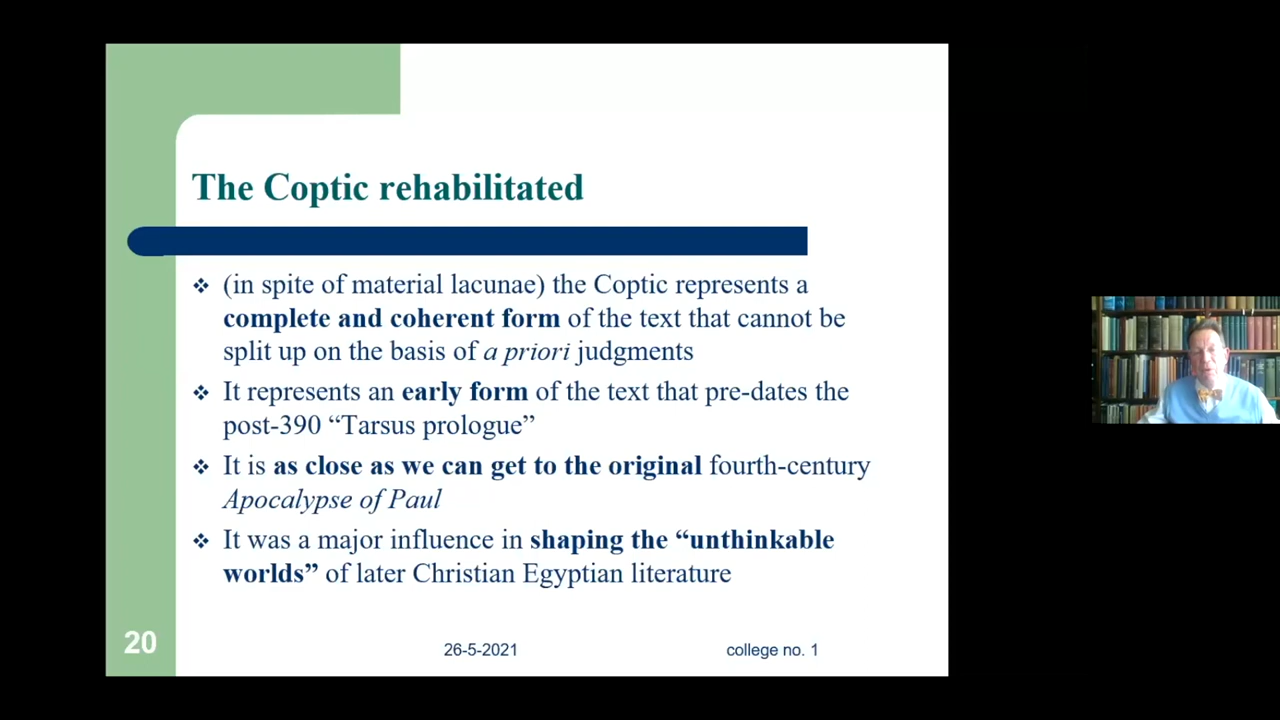 The Coptic rehabilitated
(in spite of material lacunae) the Coptic represents a
complete and coherent form of the text that cannot be
split up on the basis of a priori judgments
It represents an early form of the text that pre-dates the
post-390 “Tarsus prologue”
It is as close as we can get to the original fourth-century
Apocalypse of Paul
It was a major influence in shaping the “unthinkable
worlds” of later Christian Egyptian literature
20
26-5-2021
college no. 1